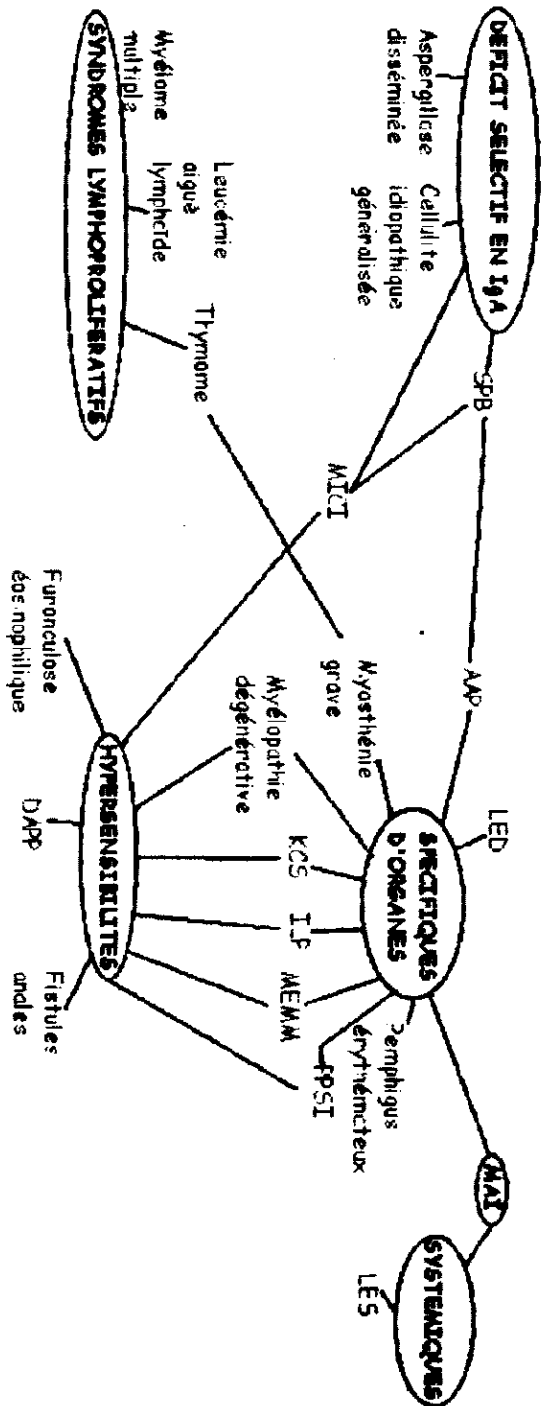 DEFICIT SELECTIF EN IgA
Aspergillose
disséminée
Cellulite
idiopathique
généralisée
SPB
AAP
LED
MICI
SPECIFIQUES
D'ORGANES
MAI
SYSTEMIQUES
LES
Myasthénie
grave
Myélopathie
dégénérative
KCS
MEMM
Pemphigus
érythémateux
Leucémie
aiguë
lymphoïde
Thymome
Myélome
multiple
SYNDROMES LYMPHOPROLIFERATIFS
HYPERSENSIBILITES
Furonculose
éosinophilique
DAPP
Fistules
anales